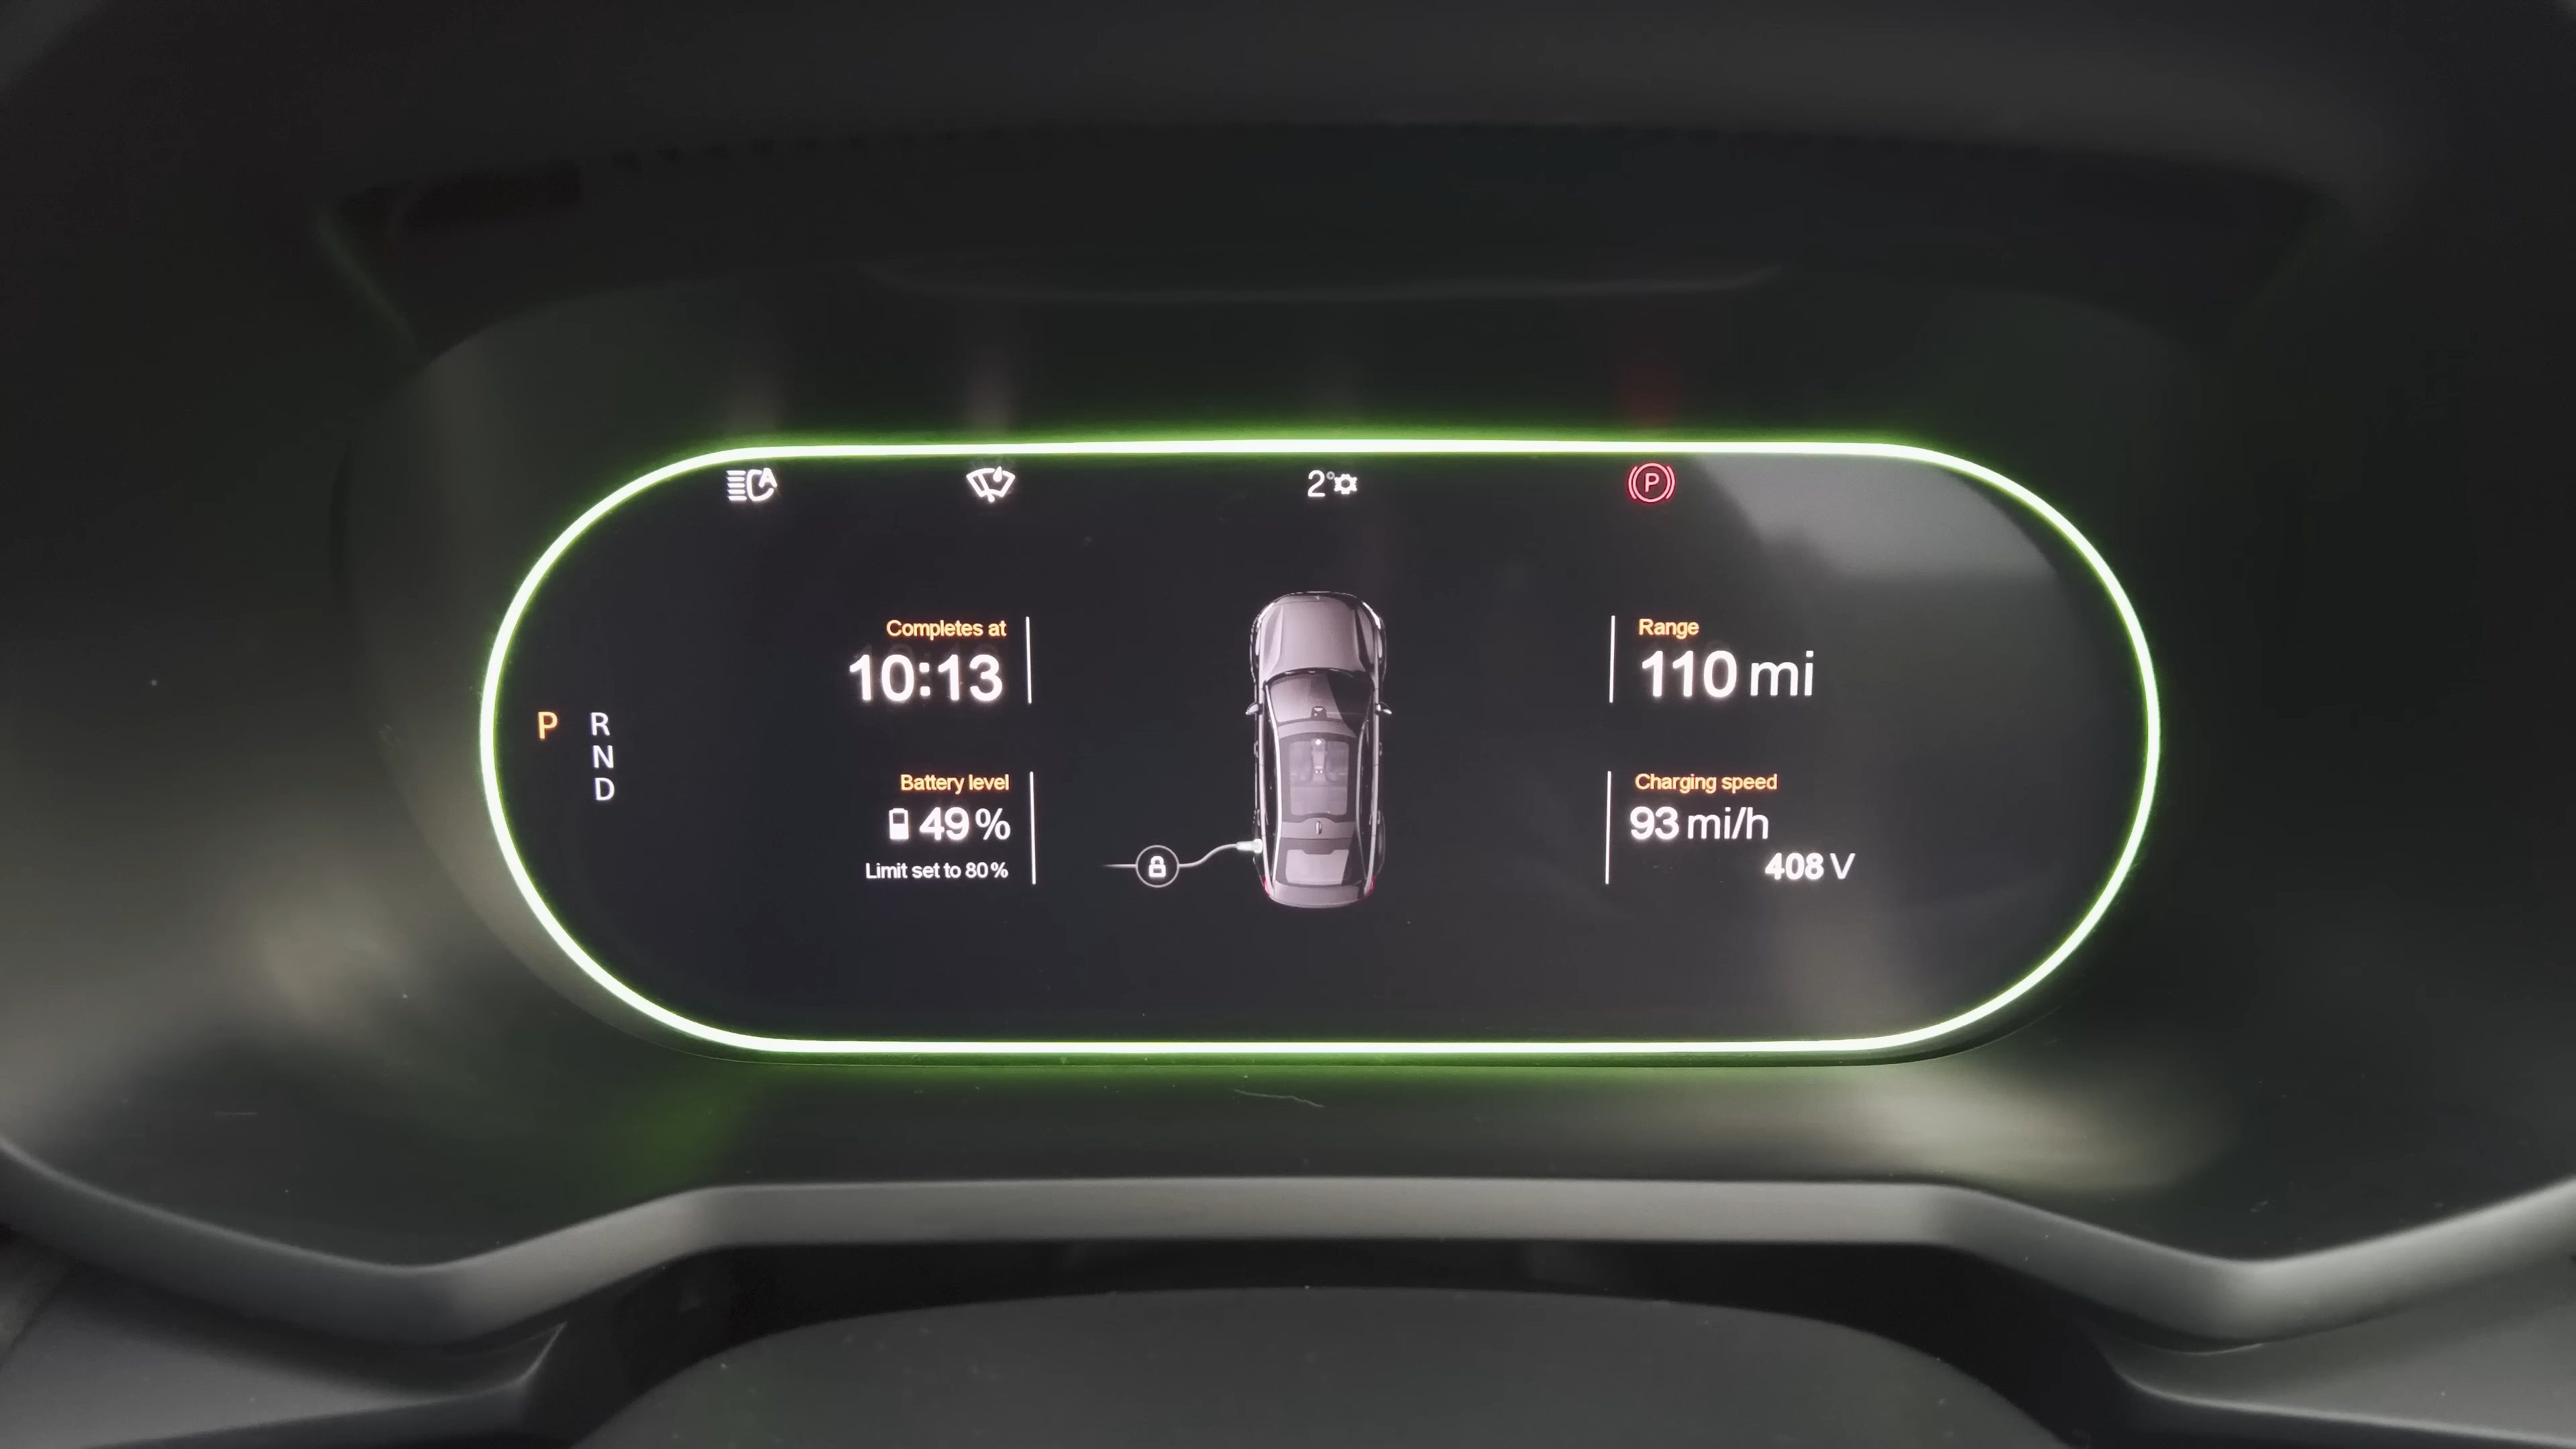 2°
P
Completes at
10:13
Range
110 mi
P R
N
D
Battery level
49 %
Limit set to 80 %
Charging speed
93 mi/h
408 V